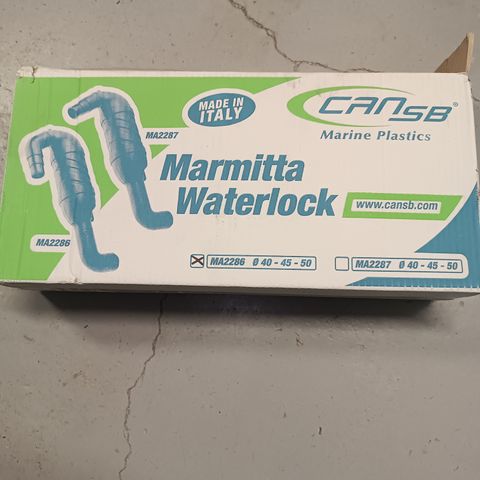 MADE IN
ITALY
CANSB®
Marine Plastics
MA2287
Marmitta
Waterlock
www.cansb.com
MA2286
MA2286 Ø 40 - 45 - 50
MA2287 Ø 40 - 45 - 50